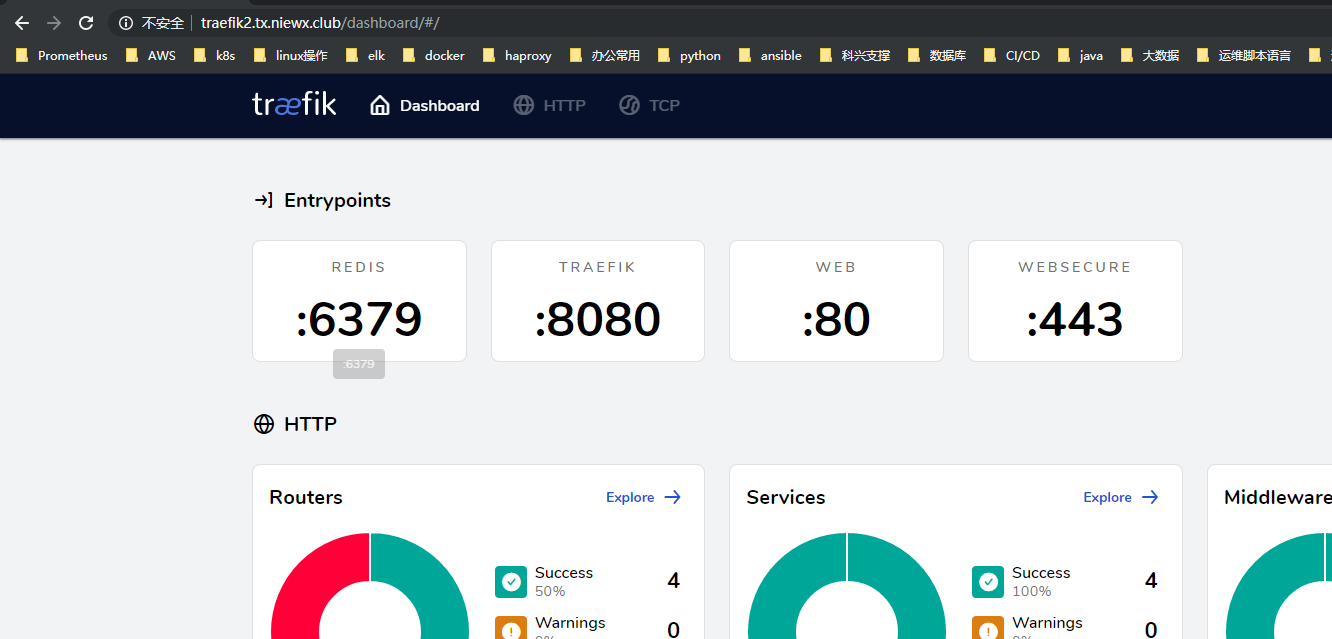 不安全 traefik2.tx.niewx.club/dashboard/#/
Prometheus AWS k8s linux操作 elk docker haproxy 办公常用 python ansible 科兴支撑 数据库 CI/CD java 大数据 运维脚本语言
træfik Dashboard HTTP TCP
Entrypoints
REDIS TRAEFIK WEB WEBSECURE
:6379 :8080 :80 :443
:6379
HTTP
Routers Explore Services Explore Middleware
Success 4 Success 4
50% 100%
Warnings 0 Warnings 0